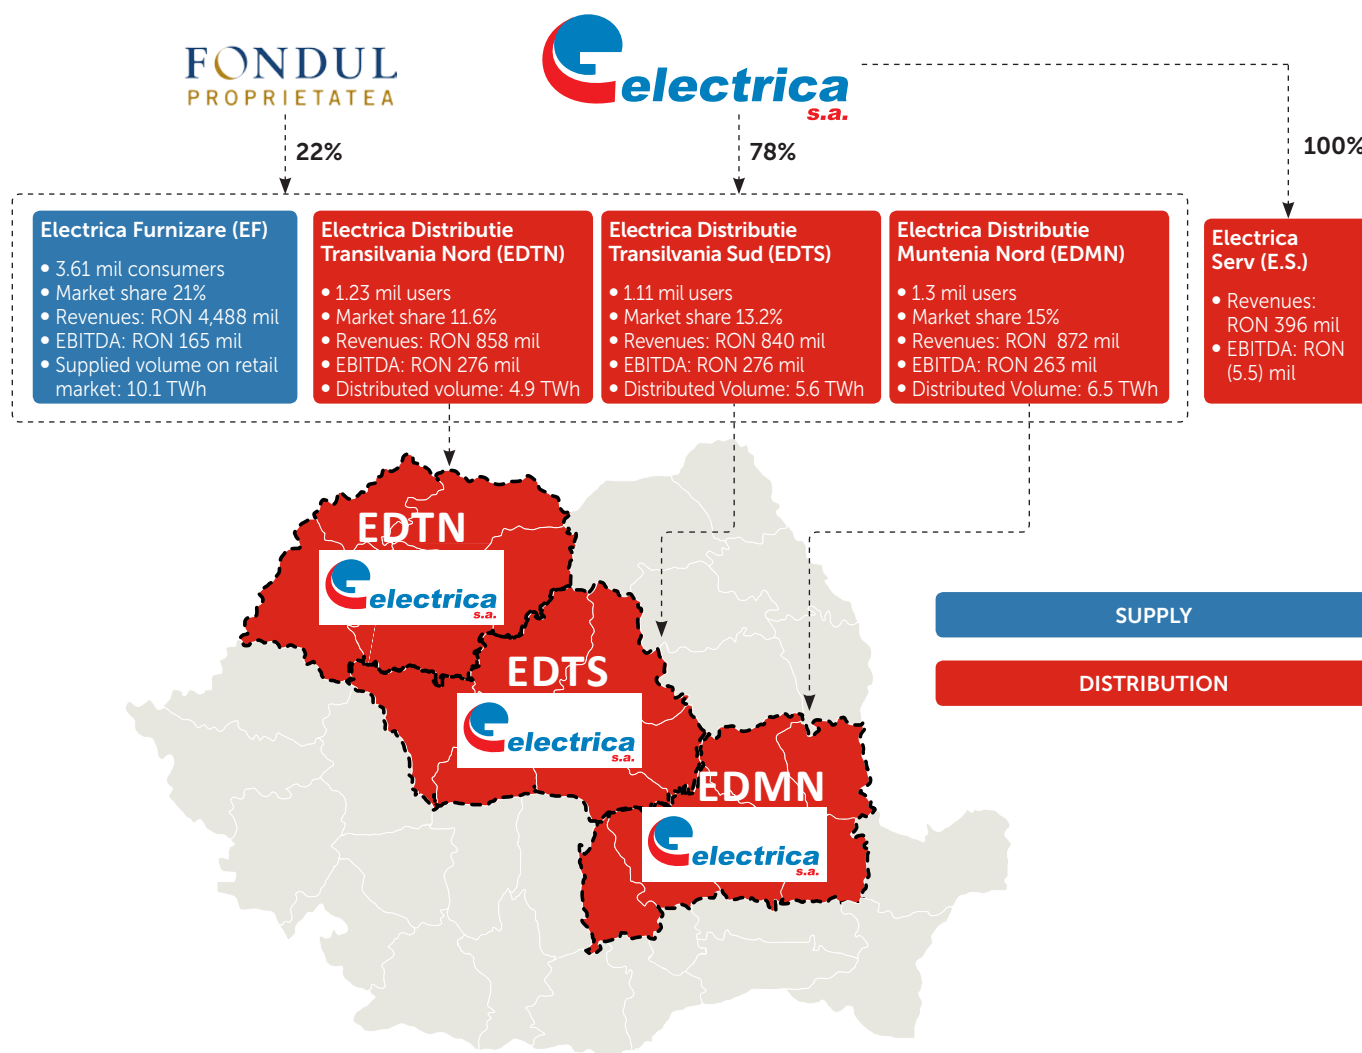 FONDUL
PROPRIETATEA
electrica
s.a.
22%
78%
100%
Electrica Furnizare (EF)
• 3.61 mil consumers
• Market share 21%
• Revenues: RON 4,488 mil
• EBITDA: RON 165 mil
• Supplied volume on retail
market: 10.1 TWh
Electrica Distributie
Transilvania Nord (EDTN)
• 1.23 mil users
• Market share 11.6%
• Revenues: RON 858 mil
• EBITDA: RON 276 mil
• Distributed volume: 4.9 TWh
Electrica Distributie
Transilvania Sud (EDTS)
• 1.11 mil users
• Market share 13.2%
• Revenues: RON 840 mil
• EBITDA: RON 276 mil
• Distributed Volume: 5.6 TWh
Electrica Distributie
Muntenia Nord (EDMN)
• 1.3 mil users
• Market share 15%
• Revenues: RON 872 mil
• EBITDA: RON 263 mil
• Distributed Volume: 6.5 TWh
Electrica
Serv (E.S.)
• Revenues:
RON 396 mil
• EBITDA: RON
(5.5) mil
EDTN
electrica
s.a.
EDTS
electrica
s.a.
EDMN
electrica
s.a.
SUPPLY
DISTRIBUTION